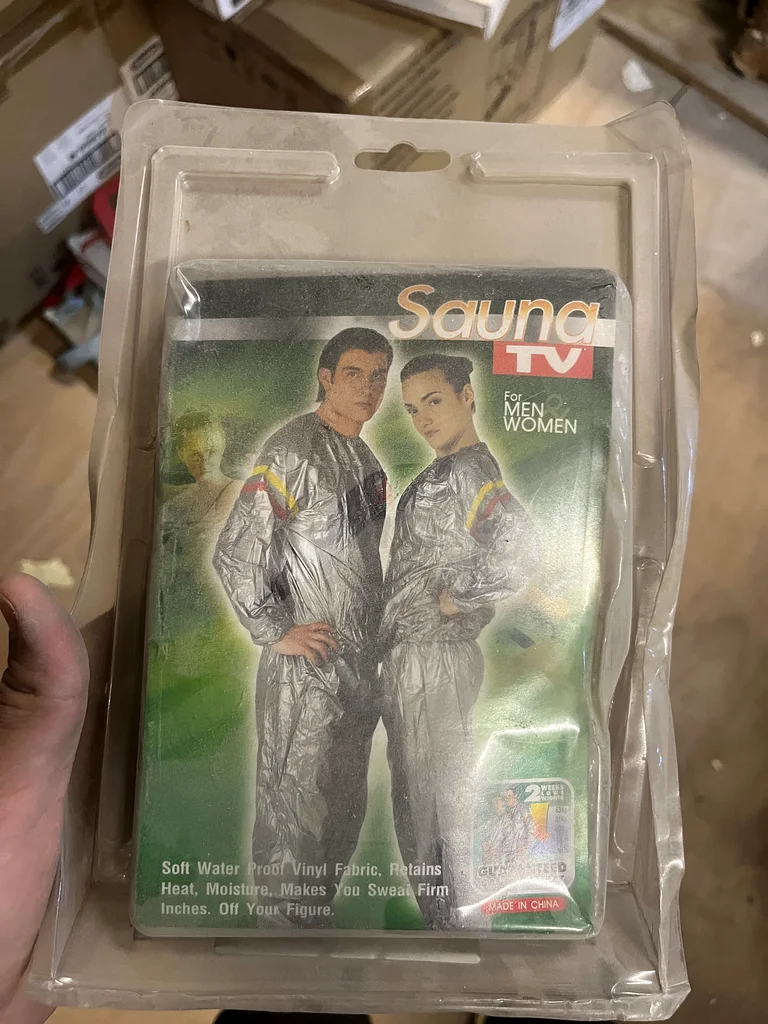 Sauna
TV
For
MEN &
WOMEN
2 WEEKS
GUARANTEED
MADE IN CHINA
Soft Water Proof Vinyl Fabric, Retains
Heat, Moisture, Makes You Sweat Firm
Inches. Off Your Figure.